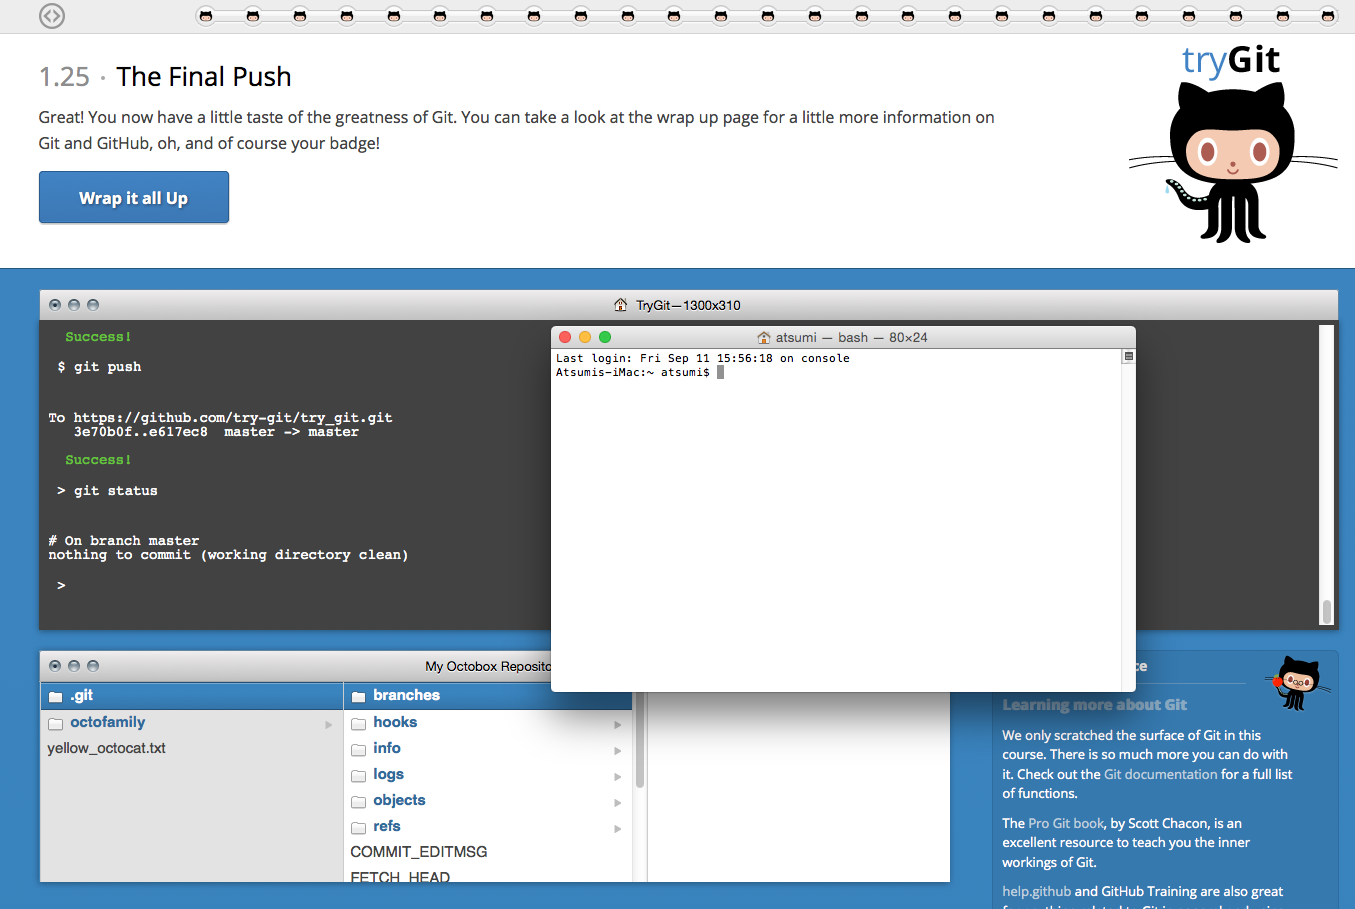 tryGit
1.25 · The Final Push
Great! You now have a little taste of the greatness of Git. You can take a look at the wrap up page for a little more information on
Git and GitHub, oh, and of course your badge!
Wrap it all Up
TryGit—1300x310
Success!
$ git push
To https://github.com/try-git/try_git.git
3e70b0f..e617ec8 master -> master
Success!
> git status
# On branch master
nothing to commit (working directory clean)
>
atsumi — bash — 80×24
Last login: Fri Sep 11 15:56:18 on console
Atsumis-iMac:~ atsumi$
My Octobox Reposito
.git
octofamily
yellow_octocat.txt
branches
hooks
info
logs
objects
refs
COMMIT_EDITMSG
FETCH_HEAD
ce
Learning more about Git
We only scratched the surface of Git in this
course. There is so much more you can do with
it. Check out the Git documentation for a full list
of functions.
The Pro Git book, by Scott Chacon, is an
excellent resource to teach you the inner
workings of Git.
help.github and GitHub Training are also great